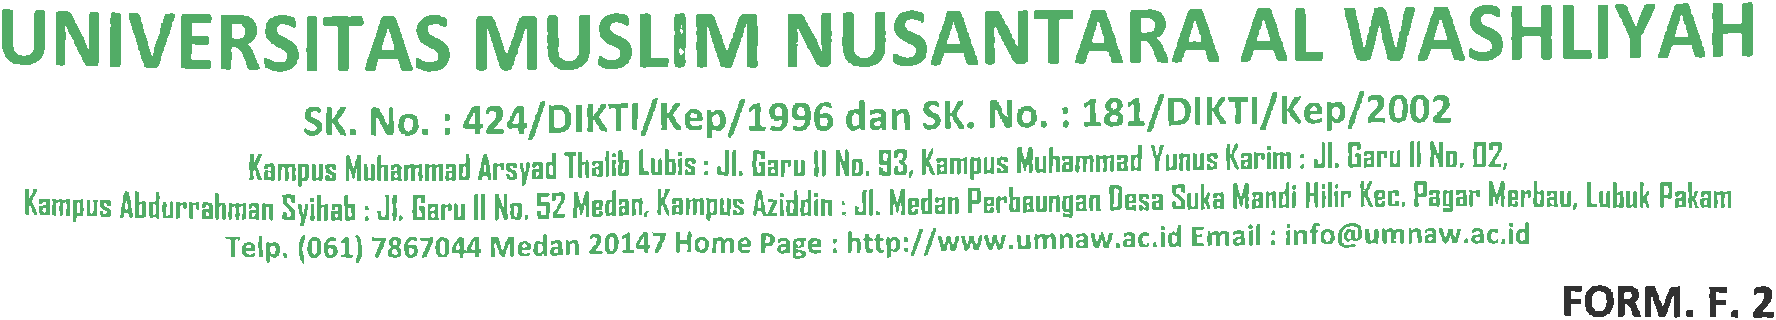 UNIVERSITAS MUSLIM NUSANTARA AL WASHLIYAH
SK. No. : 424/DIKTI/Kep/1996 dan SK. No. : 181/DIKTI/Kep/2002
Kampus Muhammad Arsyad Thalib Lubis : Jl. Garu II No. 93, Kampus Muhammad Yunus Karim : Jl. Garu II No. 02,
Kampus Abdurrahman Syihab : Jl. Garu II No. 52 Medan, Kampus Aziddin : Jl. Medan Perbaungan Desa Suka Mandi Hilir Kec. Pagar Merbau, Lubuk Pakam
Telp. (061) 7867044 Medan 20147 Home Page : http://www.umnaw.ac.id Email : info@umnaw.ac.id
FORM. F. 2